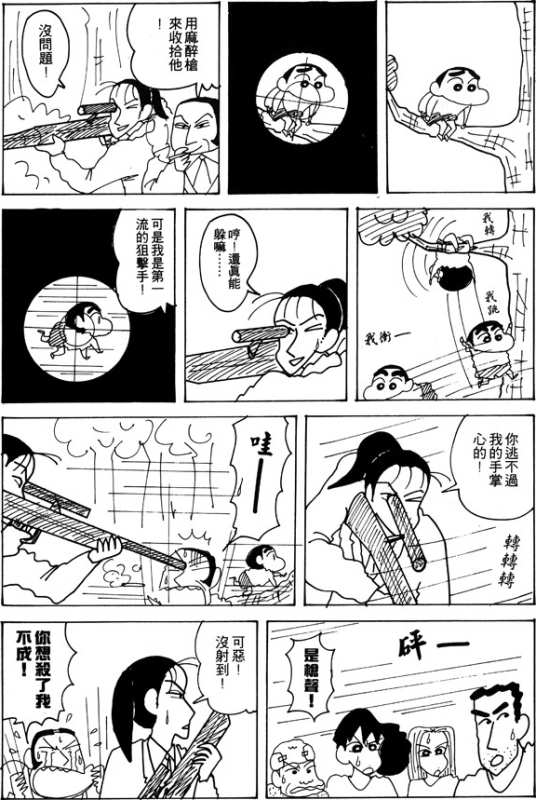 用麻醉槍
來收拾他
！
沒問題！
我轉
我跳
我衝—
哼！還真能
躲嘛……
可是我是第一
流的狙擊手！
你逃不過
我的手掌
心的！
轉轉轉
哇—
砰—
是槍聲！
可惡！
沒射到！
你想殺了我
不成！